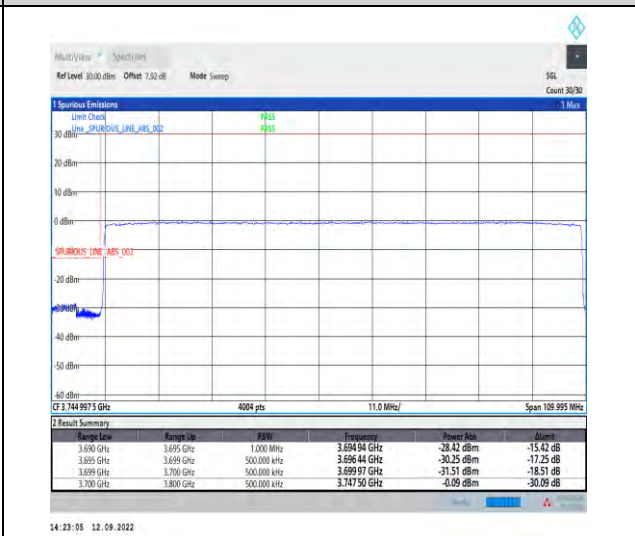 MultiView Spectrum
Ref Level 30.00 dBm Offset 7.92 dB Mode Sweep SGL
Count 30/30
1 Spurious Emissions 1 Max
Limit Check PASS
Line _SPURIOUS_LINE_ABS_002 PASS
30 dBm
20 dBm
10 dBm
0 dBm
_SPURIOUS_LINE_ABS_002
-20 dBm
-30 dBm
-40 dBm
-50 dBm
-60 dBm
CF 3.744 997 5 GHz 4004 pts 11.0 MHz/ Span 109.995 MHz
2 Result Summary
Range Low Range Up RBW Frequency Power Abs ΔLimit
3.690 GHz 3.695 GHz 1.000 MHz 3.694 94 GHz -28.42 dBm -15.42 dB
3.695 GHz 3.699 GHz 500.000 kHz 3.696 44 GHz -30.25 dBm -17.25 dB
3.699 GHz 3.700 GHz 500.000 kHz 3.699 97 GHz -31.51 dBm -18.51 dB
3.700 GHz 3.800 GHz 500.000 kHz 3.747 50 GHz -0.09 dBm -30.09 dB
14:23:05 12.09.2022